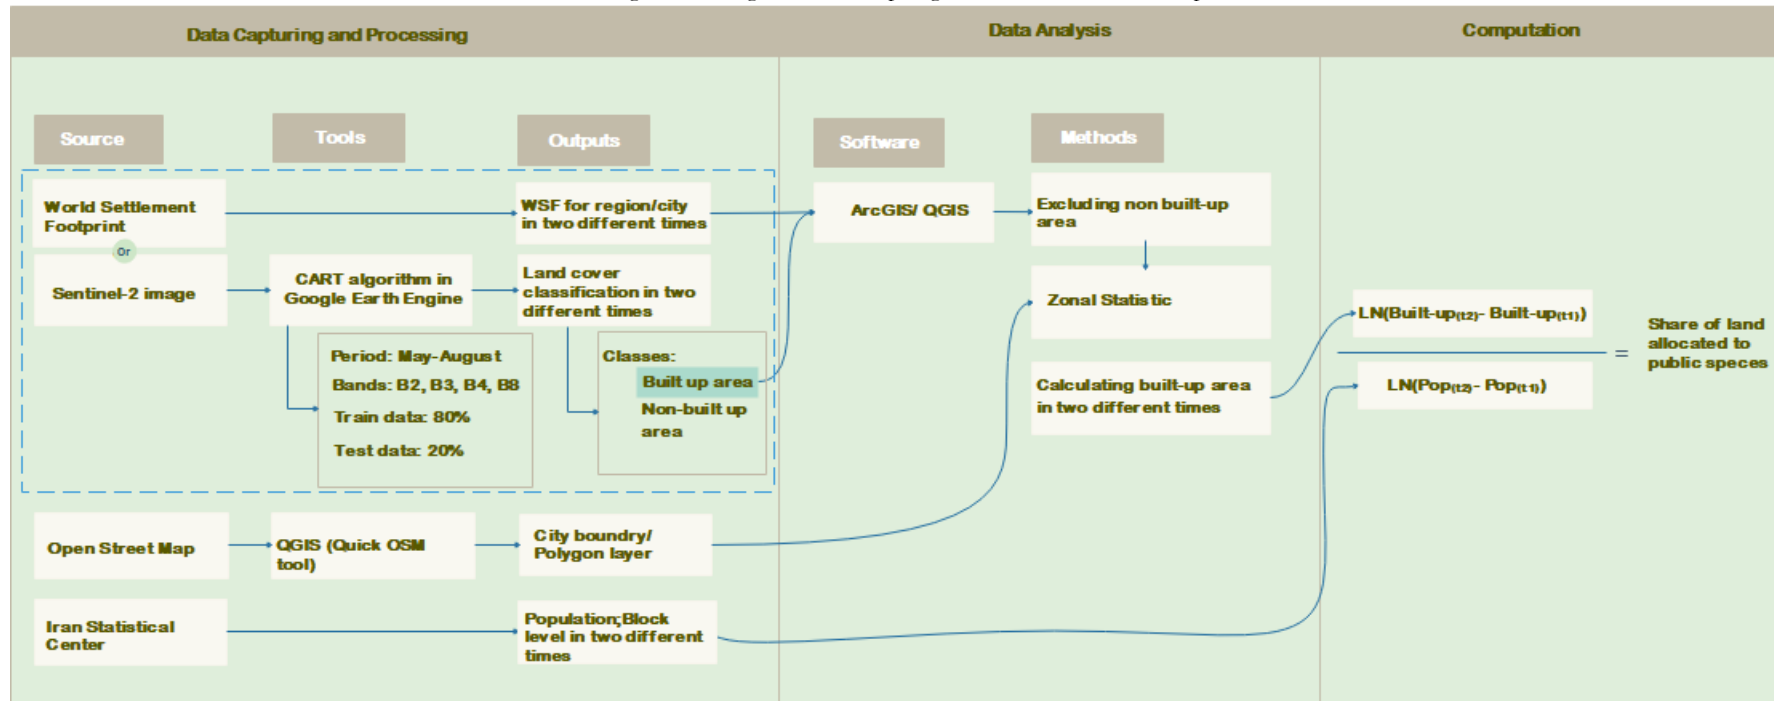 Data Capturing and Processing
Data Analysis
Computation
Source
Tools
Outputs
Software
Methods
World Settlement
Footprint
Or
Sentinel-2 image
CART algorithm in
Google Earth Engine
WSF for region/city
in two different times
Land cover
classification in two
different times
Period: May-August
Bands: B2, B3, B4, B8
Train data: 80%
Test data: 20%
Classes:
Built up area
Non-built up
area
ArcGIS/ QGIS
Excluding non built-up
area
Zonal Statistic
Calculating built-up area
in two different times
LN(Built-up(t2)- Built-up(t1))
LN(Pop(t2)- Pop(t1))
=
Share of land
allocated to
public speces
Open Street Map
QGIS (Quick OSM
tool)
City boundry/
Polygon layer
Iran Statistical
Center
Population;Block
level in two different
times